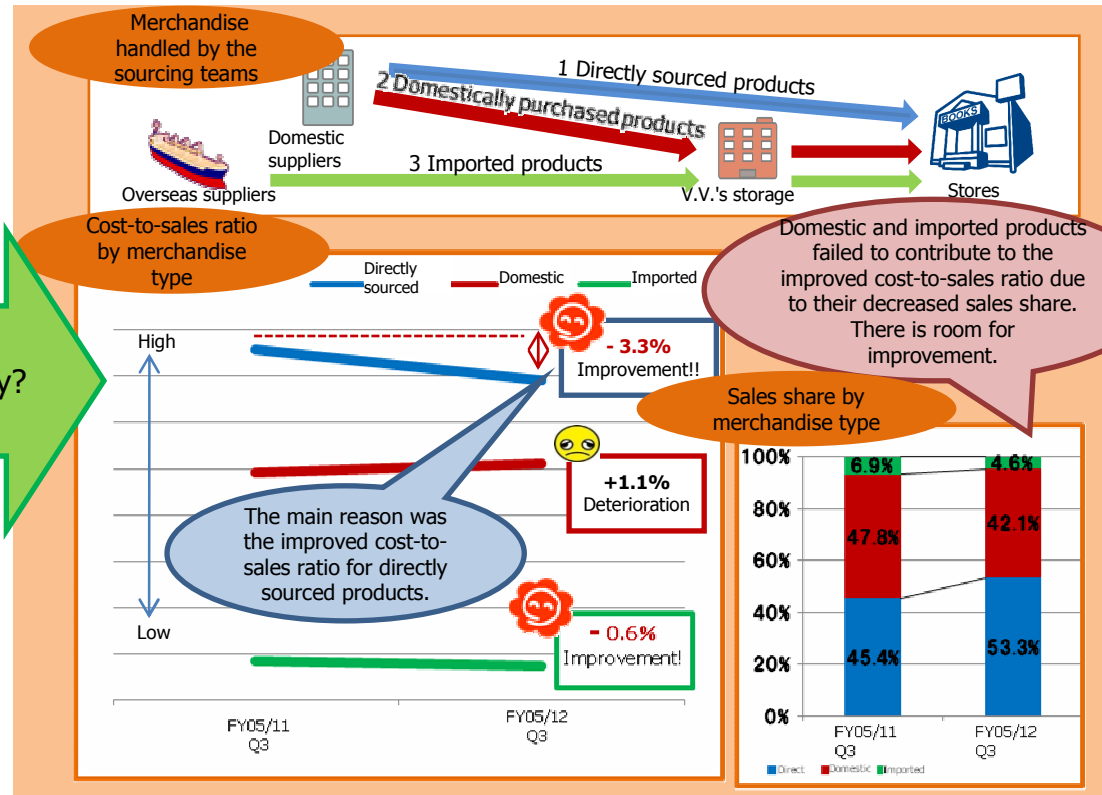 Merchandise
handled by the
sourcing teams
1 Directly sourced products
2 Domestically purchased products
BOOKS
Domestic
suppliers
3 Imported products
Overseas suppliers
V.V.'s storage
Stores
Cost-to-sales ratio
by merchandise
type
Directly
sourced
Domestic
Imported
Domestic and imported products
failed to contribute to the
improved cost-to-sales ratio due
to their decreased sales share.
There is room for
improvement.
y?
High
Low
- 3.3%
Improvement!!
+1.1%
Deterioration
The main reason was
the improved cost-to-
sales ratio for directly
sourced products.
- 0.6%
Improvement!
FY05/11
Q3
FY05/12
Q3
Sales share by
merchandise type
100%
80%
60%
40%
20%
0%
6.9%
47.8%
45.4%
4.6%
42.1%
53.3%
FY05/11
Q3
FY05/12
Q3
Direct
Domestic
Imported